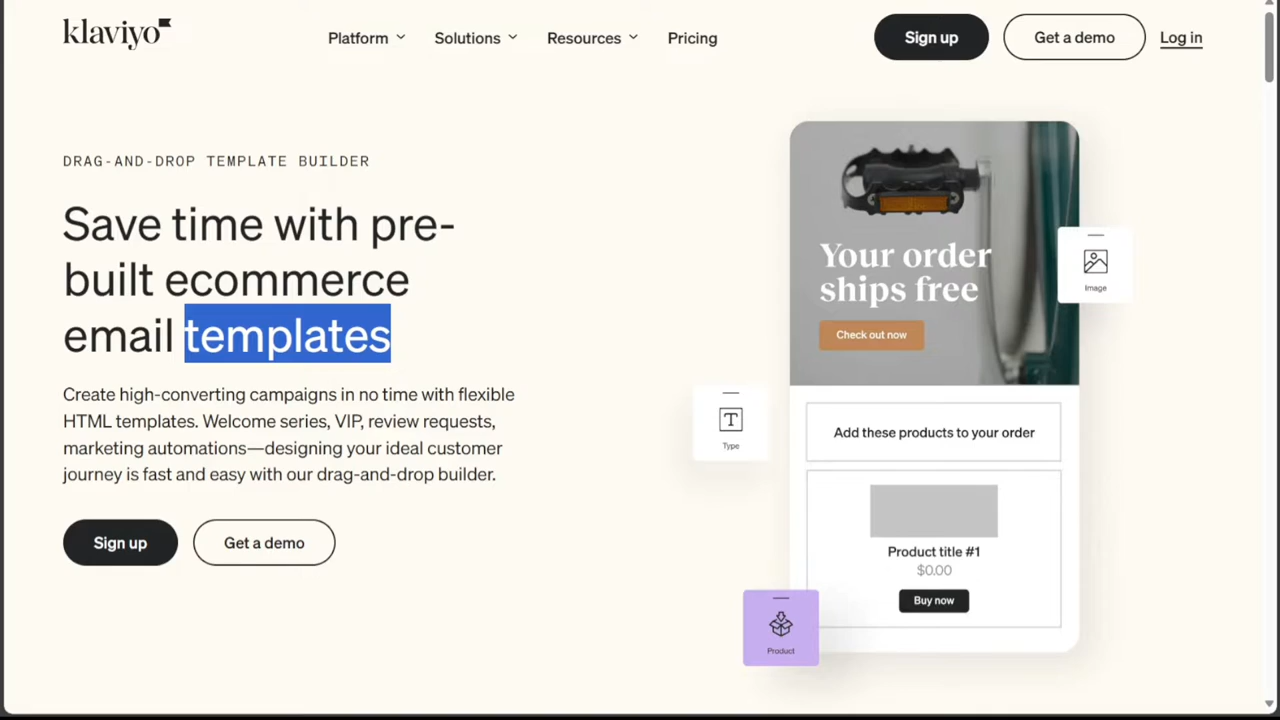 klaviyo
Platform
Solutions
Resources
Pricing
Sign up
Get a demo
Log in
DRAG-AND-DROP TEMPLATE BUILDER
Save time with pre-
built ecommerce
email templates
Create high-converting campaigns in no time with flexible
HTML templates. Welcome series, VIP, review requests,
marketing automations—designing your ideal customer
journey is fast and easy with our drag-and-drop builder.
Sign up
Get a demo
Your order
ships free
Check out now
Image
Type
Add these products to your order
Product title #1
$0.00
Buy now
Product